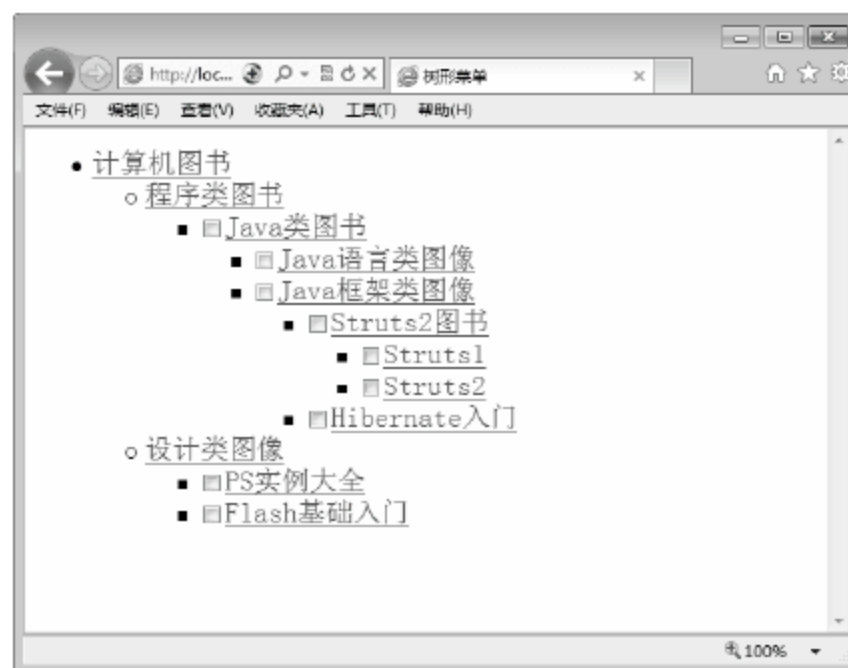 http://loc...
树形菜单
文件(F) 编辑(E) 查看(V) 收藏夹(A) 工具(T) 帮助(H)
计算机图书
程序类图书
Java类图书
Java语言类图像
Java框架类图像
Struts2图书
Struts1
Struts2
Hibernate入门
设计类图像
PS实例大全
Flash基础入门
100%